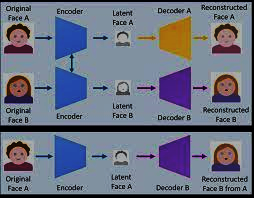 Original
Face A
Encoder
Latent
Face A
Decoder A
Reconstructed
Face A
Original
Face B
Encoder
Latent
Face B
Decoder B
Reconstructed
Face B
Original
Face A
Encoder
Latent
Face A
Decoder B
Reconstructed
Face B from A